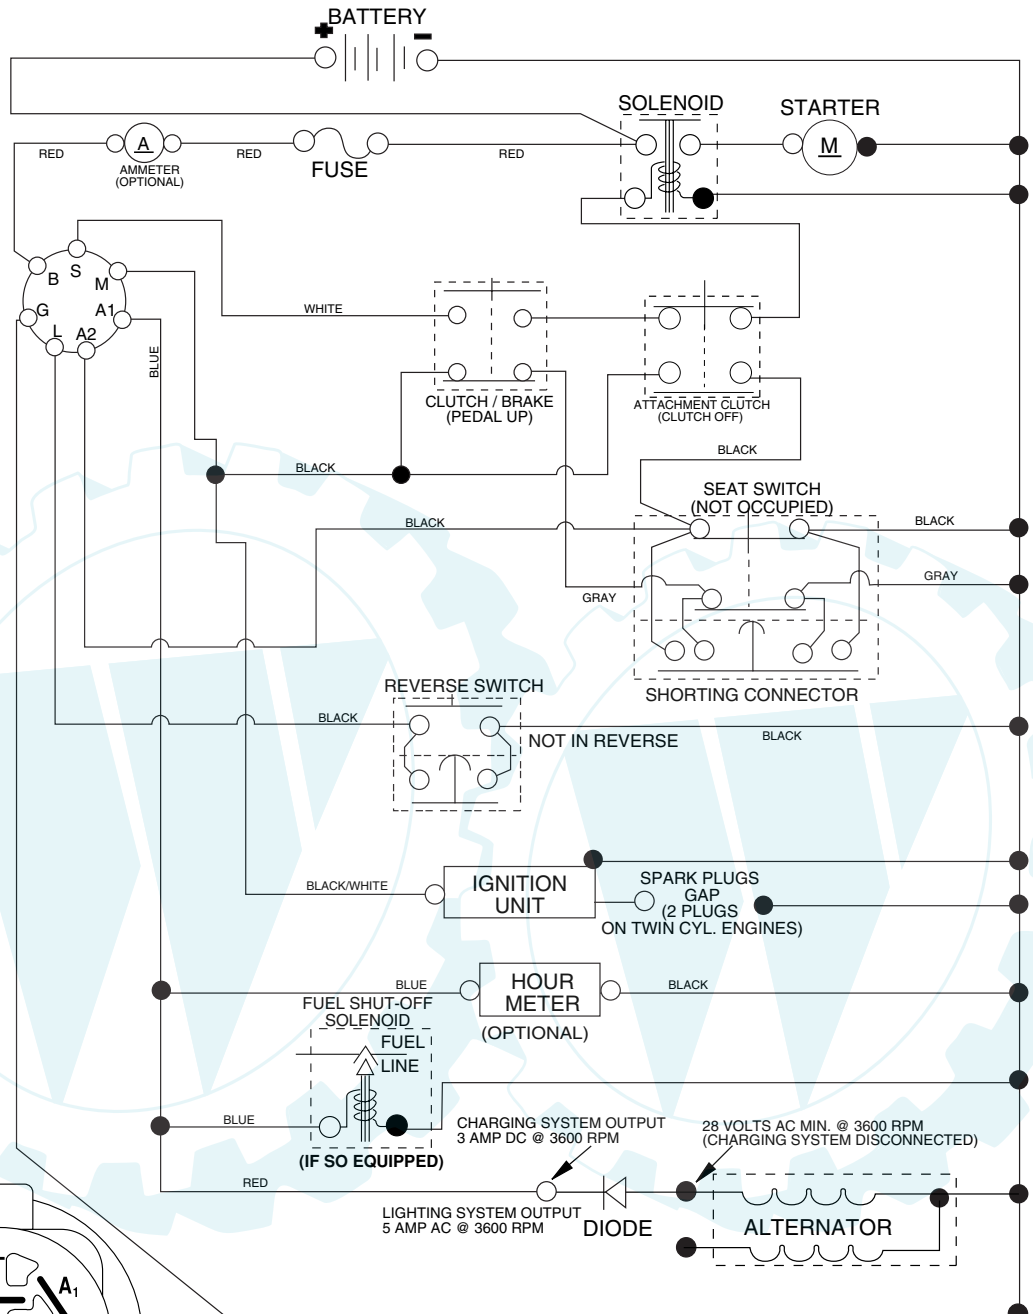 BATTERY
+ -
SOLENOID
STARTER
RED
A
RED
FUSE
RED
M
AMMETER
(OPTIONAL)
B
S
M
G
A1
L
A2
WHITE
BLUE
CLUTCH / BRAKE
(PEDAL UP)
ATTACHMENT CLUTCH
(CLUTCH OFF)
BLACK
BLACK
SEAT SWITCH
(NOT OCCUPIED)
BLACK
BLACK
GRAY
GRAY
SHORTING CONNECTOR
REVERSE SWITCH
BLACK
NOT IN REVERSE
BLACK
BLACK/WHITE
IGNITION
UNIT
SPARK PLUGS
GAP
(2 PLUGS
ON TWIN CYL. ENGINES)
BLUE
HOUR
METER
BLACK
(OPTIONAL)
FUEL SHUT-OFF
SOLENOID
FUEL
LINE
BLUE
(IF SO EQUIPPED)
CHARGING SYSTEM OUTPUT
3 AMP DC @ 3600 RPM
28 VOLTS AC MIN. @ 3600 RPM
(CHARGING SYSTEM DISCONNECTED)
RED
LIGHTING SYSTEM OUTPUT
5 AMP AC @ 3600 RPM
DIODE
ALTERNATOR
A₁